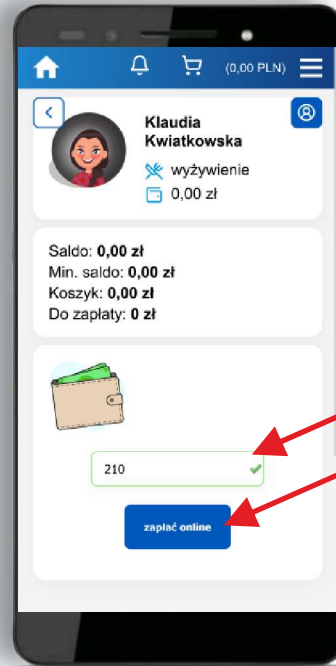 (0,00 PLN)
Klaudia
Kwiatkowska
wyżywienie
0,00 zł
Saldo: 0,00 zł
Min. saldo: 0,00 zł
Koszyk: 0,00 zł
Do zapłaty: 0 zł
210
zapłać online